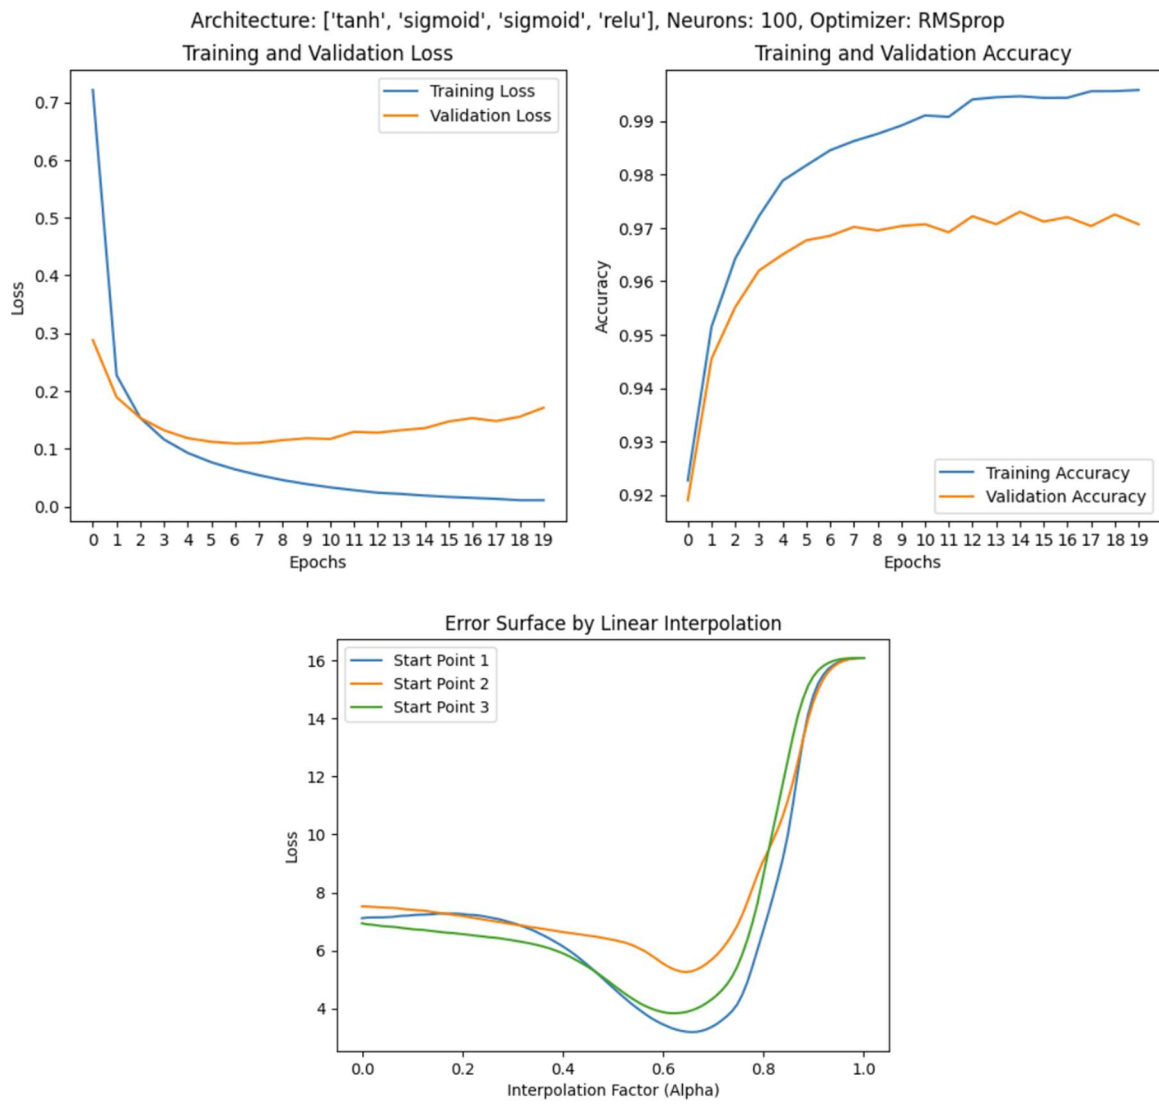 Architecture: ['tanh', 'sigmoid', 'sigmoid', 'relu'], Neurons: 100, Optimizer: RMSprop
Training and Validation Loss
Training Loss
Validation Loss
0.7
0.6
0.5
0.4
0.3
0.2
0.1
0.0
Loss
0 1 2 3 4 5 6 7 8 9 10 11 12 13 14 15 16 17 18 19
Epochs
Training and Validation Accuracy
0.99
0.98
0.97
0.96
0.95
0.94
0.93
0.92
Accuracy
Training Accuracy
Validation Accuracy
0 1 2 3 4 5 6 7 8 9 10 11 12 13 14 15 16 17 18 19
Epochs
Error Surface by Linear Interpolation
Start Point 1
Start Point 2
Start Point 3
16
14
12
10
8
6
4
Loss
0.0 0.2 0.4 0.6 0.8 1.0
Interpolation Factor (Alpha)